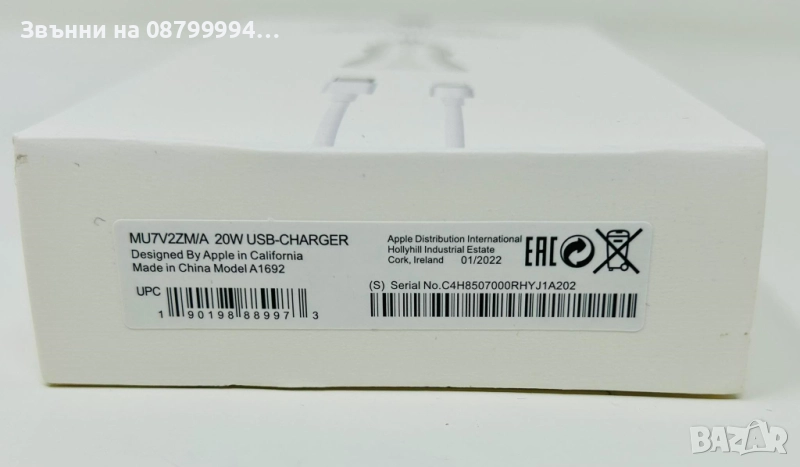 Звънни на 08799994...
MU7V2ZM/A 20W USB-CHARGER
Designed By Apple in California
Made in China Model A1692
Apple Distribution International
Hollyhill Industrial Estate
Cork, Ireland 01/2022
EAC
UPC
1 90198 88997 3
(S) Serial No.C4H8507000RHYJ1A202
BAZAR